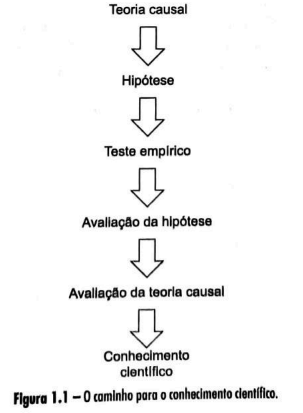 Teoria causal
Hipótese
Teste empírico
Avaliação da hipótese
Avaliação da teoria causal
Conhecimento
científico
Figura 1.1 – O caminho para o conhecimento científico.